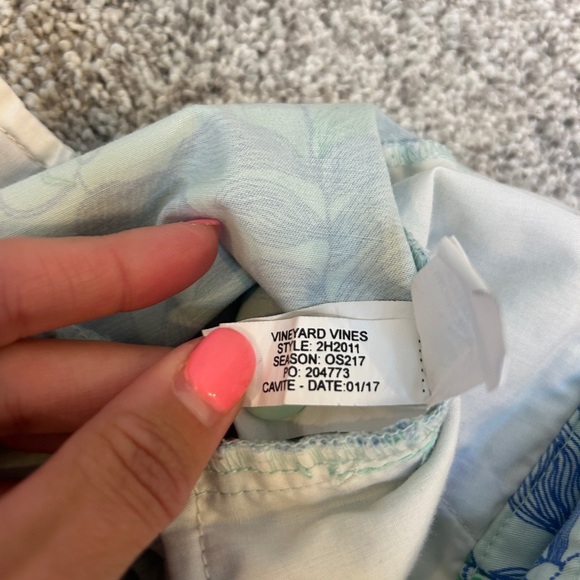 VINEYARD VINES
STYLE: 2H2011
SEASON: OS217
PO: 204773
CAVITE - DATE:01/17